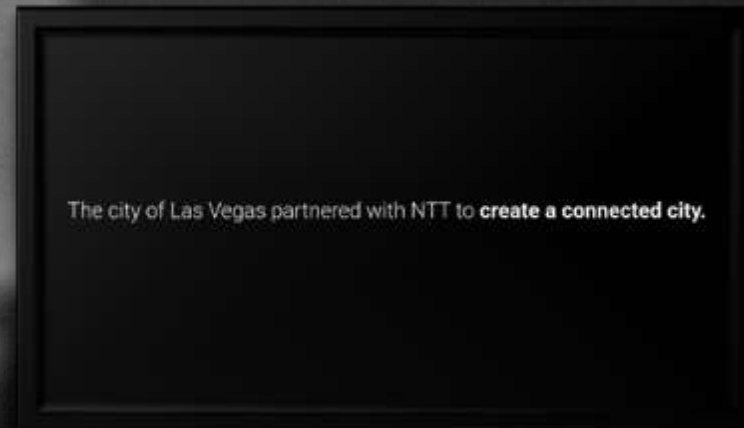 The city of Las Vegas partnered with NTT to create a connected city.